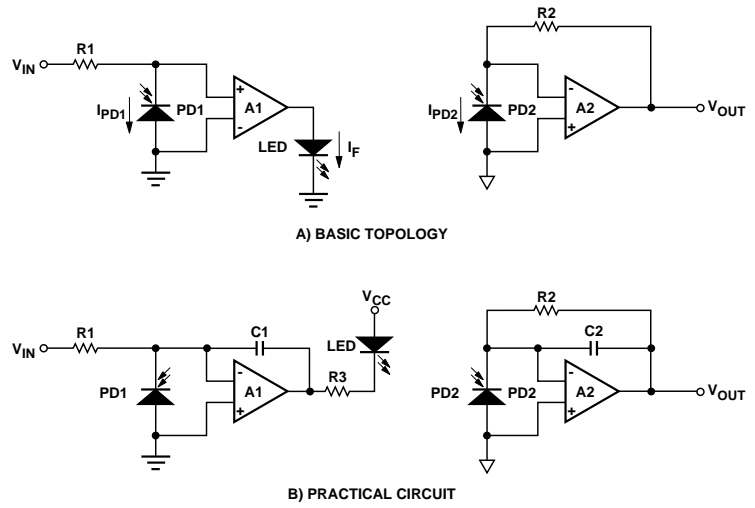 R1
VIN
IPD1
PD1
+
-
A1
LED
IF
R2
IPD2
PD2
-
+
A2
VOUT
A) BASIC TOPOLOGY
VCC
R1
VIN
C1
LED
PD1
-
+
A1
R3
R2
C2
PD2
PD2
-
+
A2
VOUT
B) PRACTICAL CIRCUIT